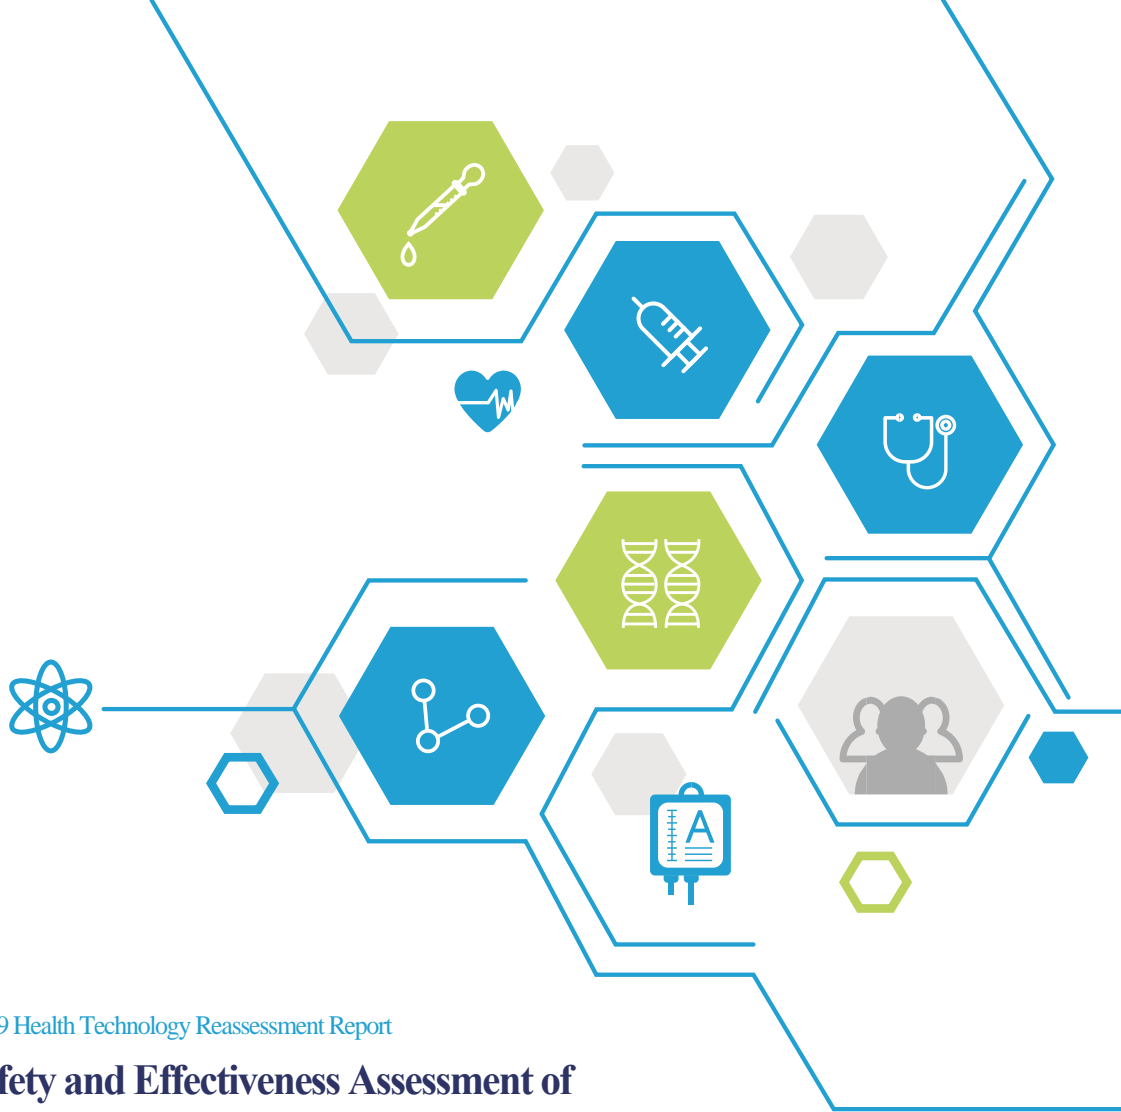 A
9 Health Technology Reassessment Report
fety and Effectiveness Assessment of